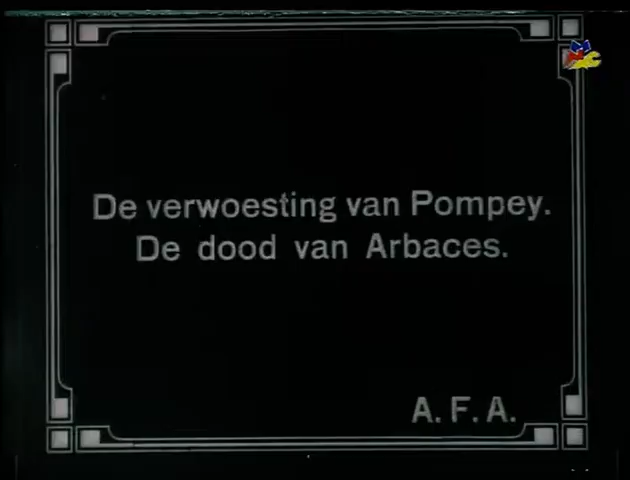 De verwoesting van Pompey.
De dood van Arbaces.
A. F. A.